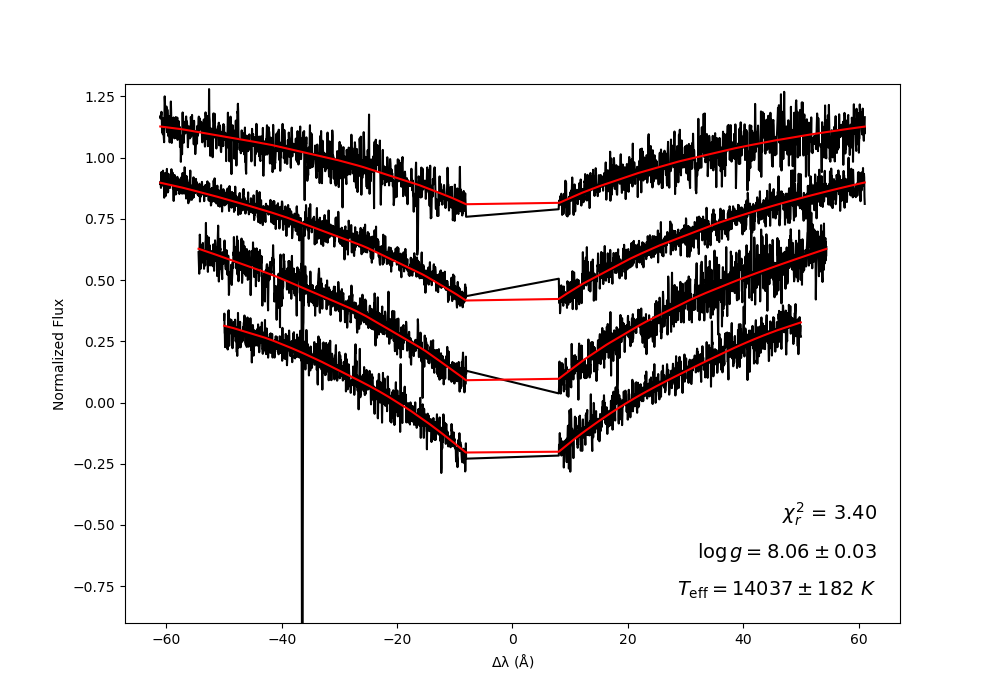 1.25
1.00
0.75
0.50
0.25
0.00
−0.25
−0.50
−0.75
Normalized Flux
−60 −40 −20 0 20 40 60
Δλ (Å)
χ²ᵣ = 3.40
log g = 8.06 ± 0.03
T_eff = 14037 ± 182 K